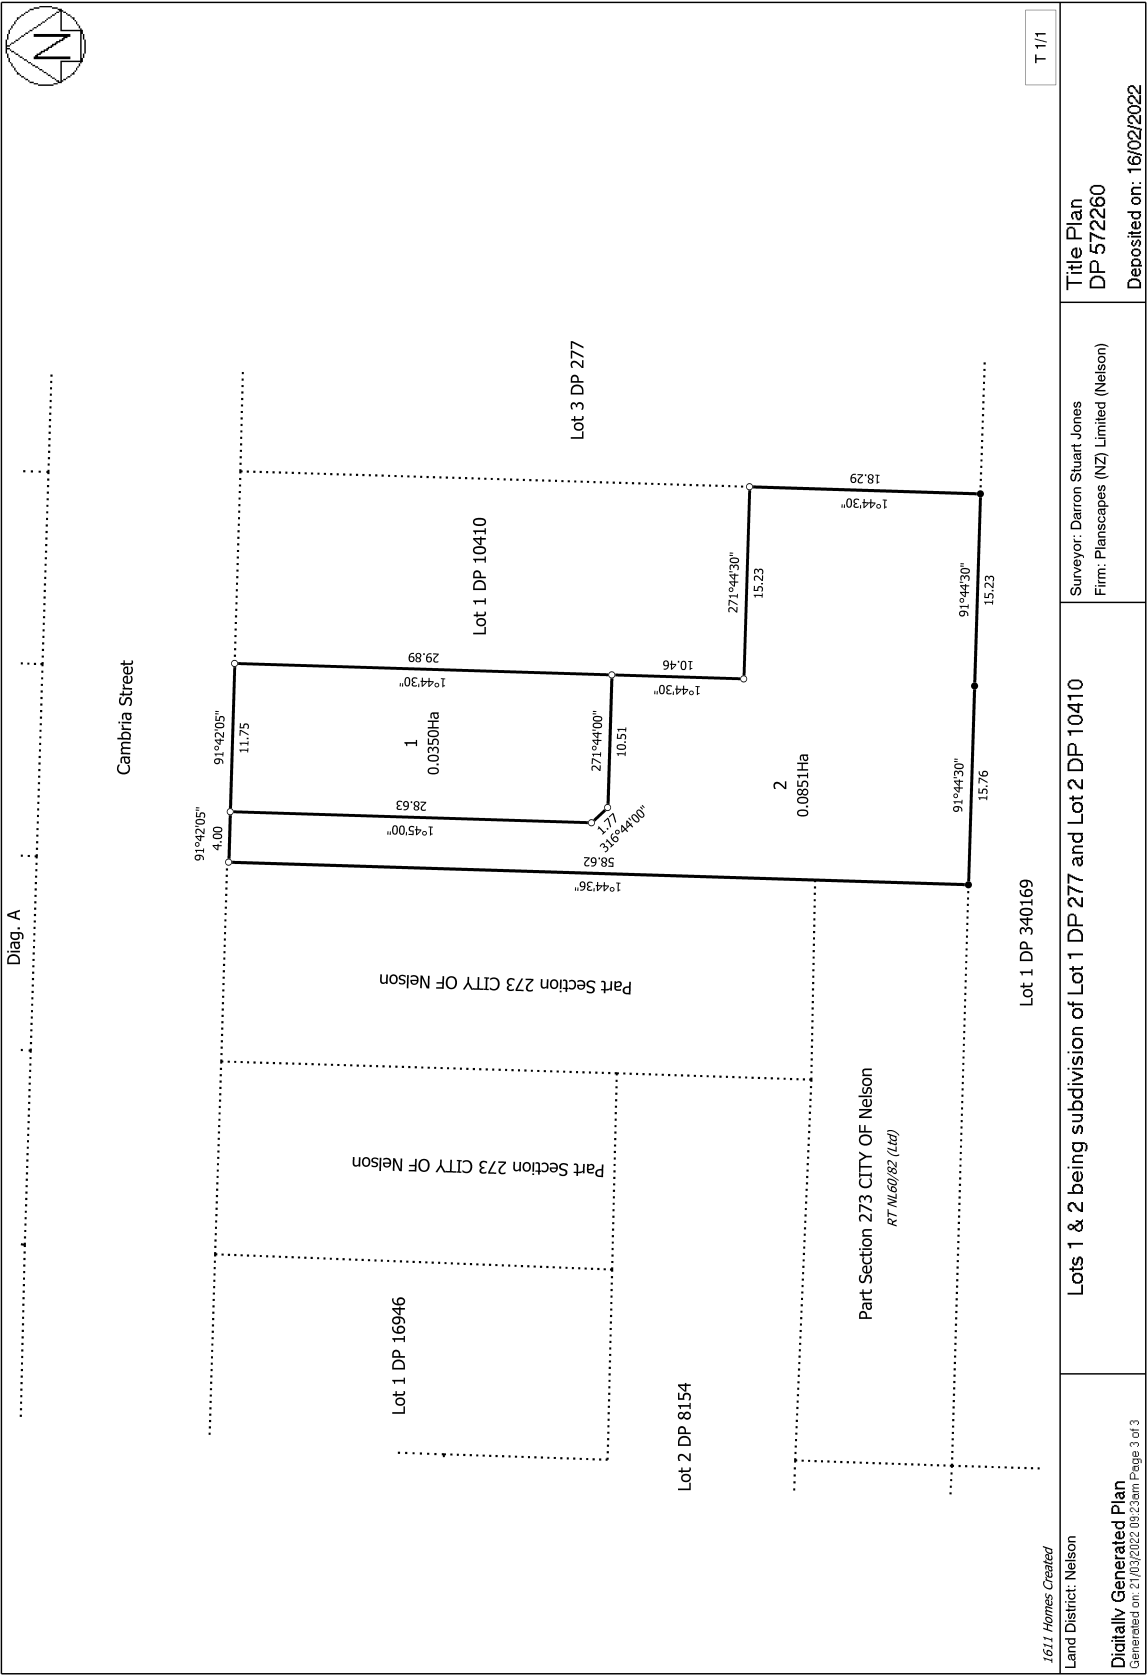 N
Diag. A
Cambria Street
T 1/1
91°42'05"
4.00
91°42'05"
11.75
1
0.0350Ha
29.89
1°44'30"
28.63
1°45'00"
271°44'00"
10.51
1.77
316°44'00"
58.62
1°44'36"
10.46
1°44'30"
271°44'30"
15.23
18.29
1°44'30"
2
0.0851Ha
91°44'30"
15.76
91°44'30"
15.23
Lot 1 DP 10410
Lot 3 DP 277
Part Section 273 CITY OF Nelson
Part Section 273 CITY OF Nelson
Lot 1 DP 16946
Lot 2 DP 8154
Part Section 273 CITY OF Nelson
RT NL60/82 (Ltd)
Lot 1 DP 340169
1611 Homes Created
Land District: Nelson
Digitally Generated Plan
Generated on: 21/03/2022 09:23am Page 3 of 3
Lots 1 & 2 being subdivision of Lot 1 DP 277 and Lot 2 DP 10410
Surveyor: Darron Stuart Jones
Firm: Planscapes (NZ) Limited (Nelson)
Title Plan
DP 572260
Deposited on: 16/02/2022